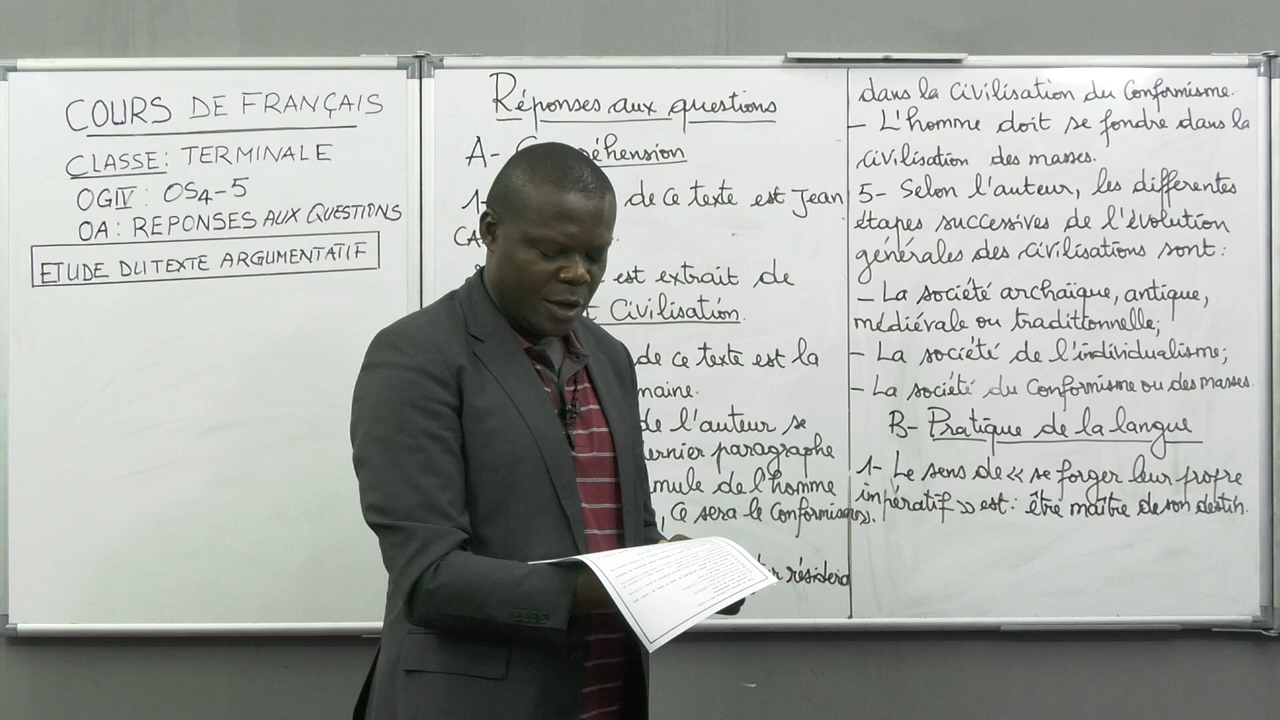 COURS DE FRANÇAIS
CLASSE: TERMINALE
OGIV: OS4-5
OA: REPONSES AUX QUESTIONS
ETUDE DU TEXTE ARGUMENTATIF
Réponses aux questions
A- éhension
1- de ce texte est Jean
CA
est extrait de
Civilisation.
de ce texte est la
maine.
de l'auteur se
ernier paragraphe
mule de l'homme
, ce sera le Conformisme».
résidera
dans la civilisation du Conformisme.
- L'homme doit se fondre dans la
civilisation des masses.
5- Selon l'auteur, les differentes
étapes successives de l'évolution
générales des civilisations sont:
- La société archaïque, antique,
médiévale ou traditionnelle;
- La société de l'individualisme;
- La société du Conformisme ou des masses.
B- Pratique de la langue
1- Le sens de « se forger leur propre
impératif » est: être maître de son destin.